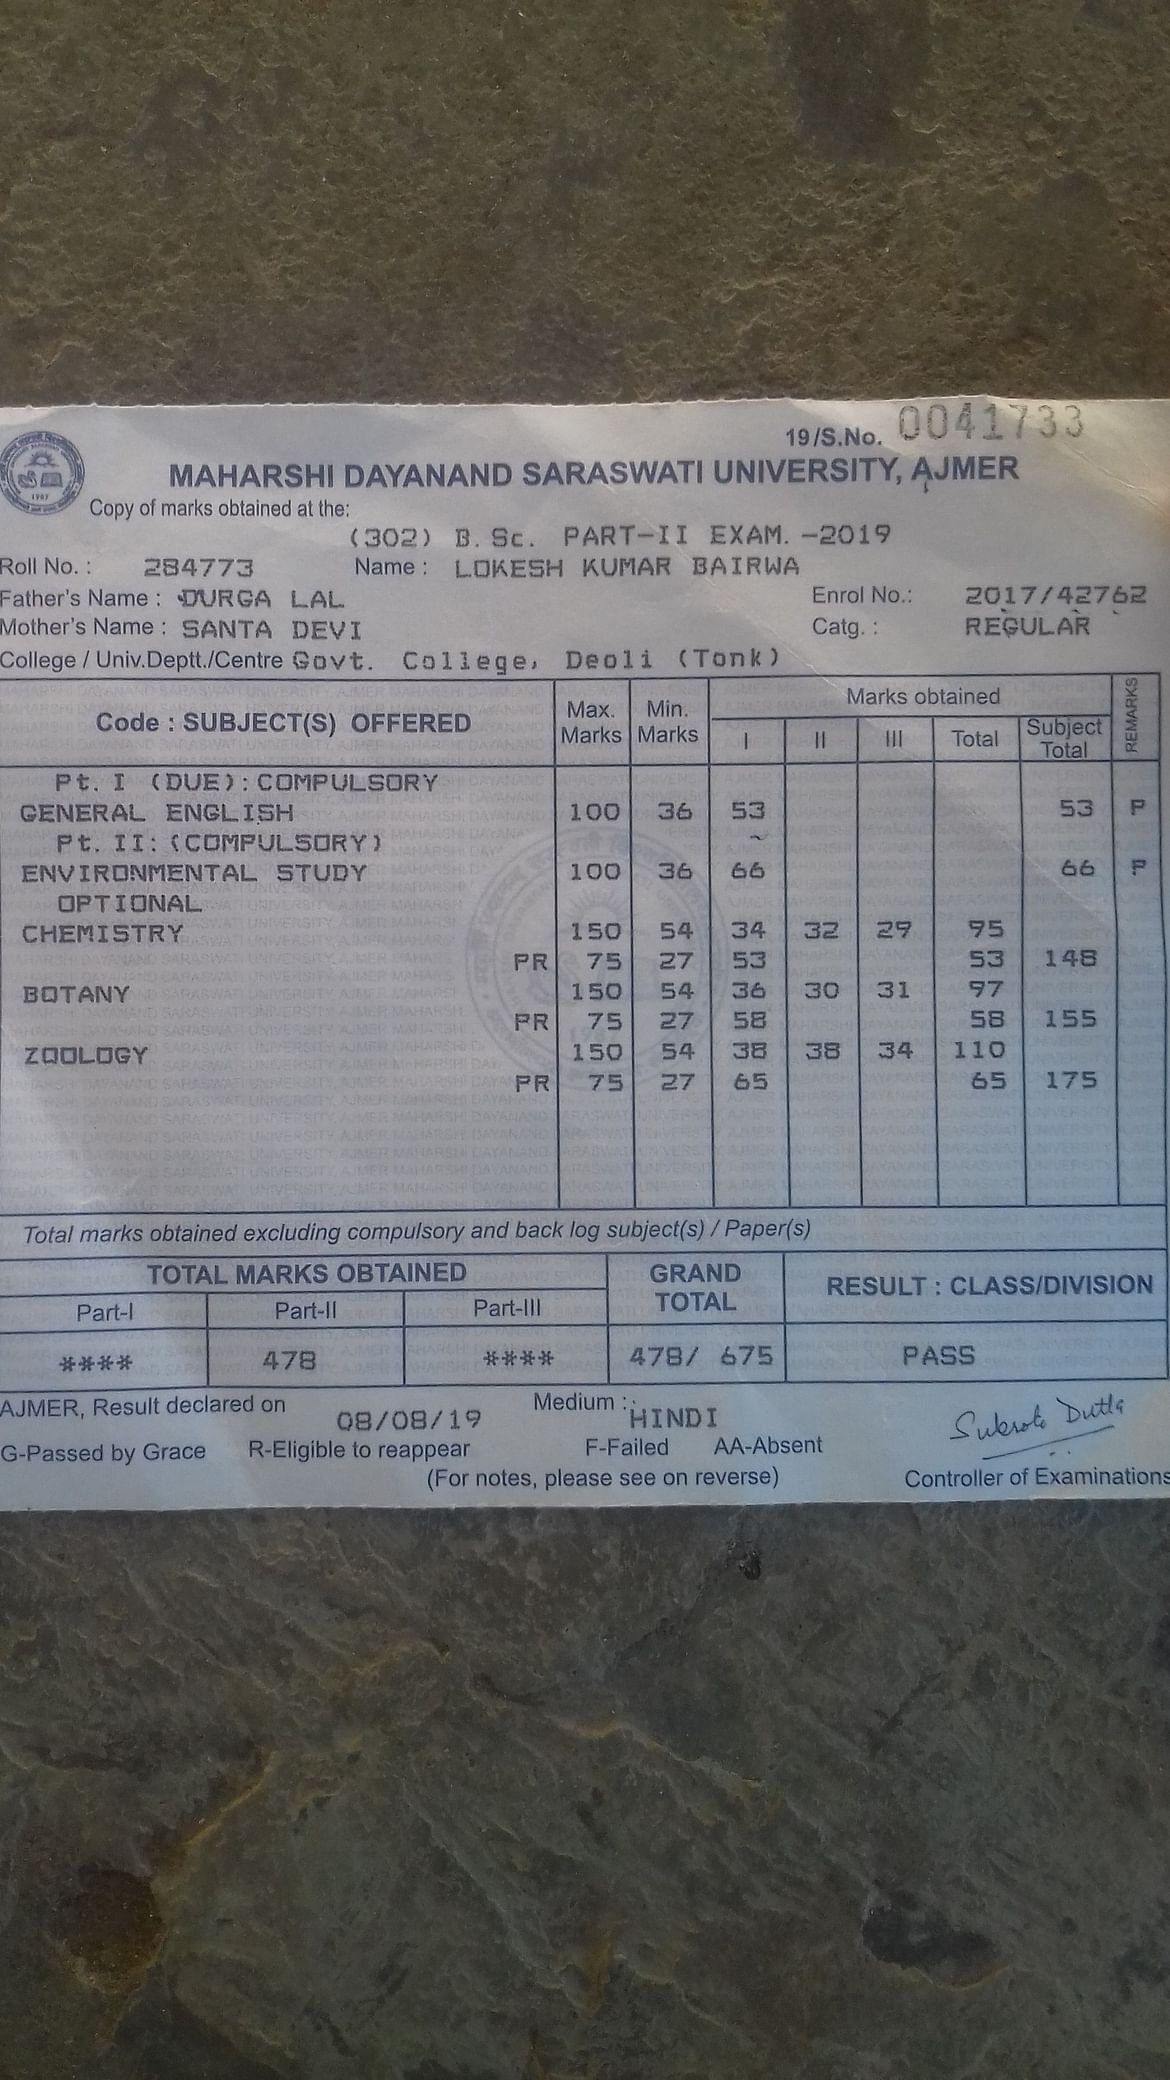 19/S.No. 0041733
MAHARSHI DAYANAND SARASWATI UNIVERSITY, AJMER
Copy of marks obtained at the:
(302) B.Sc. PART-II EXAM.-2019
Roll No. : 284773 Name : LOKESH KUMAR BAIRWA
Father's Name : DURGA LAL Enrol No.: 2017/42762
Mother's Name : SANTA DEVI Catg. : REGULAR
College / Univ.Deptt./Centre Govt. College, Deoli (Tonk)
Code : SUBJECT(S) OFFERED Max. Marks Min. Marks Marks obtained REMARKS
I II III Total Subject Total
Pt. I (DUE):COMPULSORY
GENERAL ENGLISH 100 36 53 53 P
Pt. II:(COMPULSORY)
ENVIRONMENTAL STUDY 100 36 66 66 P
OPTIONAL
CHEMISTRY 150 54 34 32 29 95
PR 75 27 53 53 148
BOTANY 150 54 36 30 31 97
PR 75 27 58 58 155
ZOOLOGY 150 54 38 38 34 110
PR 75 27 65 65 175
Total marks obtained excluding compulsory and back log subject(s) / Paper(s)
TOTAL MARKS OBTAINED GRAND TOTAL RESULT : CLASS/DIVISION
Part-I Part-II Part-III
**** 478 **** 478/ 675 PASS
AJMER, Result declared on 08/08/19 Medium : HINDI
G-Passed by Grace R-Eligible to reappear F-Failed AA-Absent
(For notes, please see on reverse) Controller of Examinations